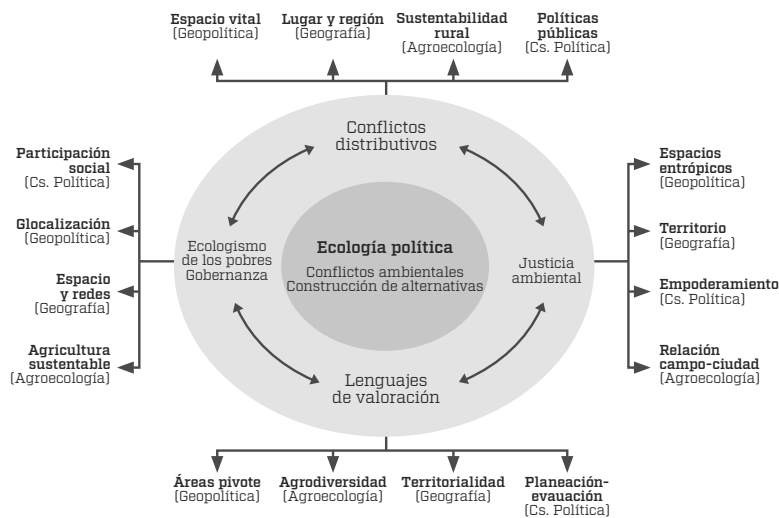 Espacio vital
(Geopolítica)
Lugar y región
(Geografía)
Sustentabilidad
rural
(Agroecología)
Políticas
públicas
(Cs. Política)
Conflictos
distributivos
Participación
social
(Cs. Política)
Glocalización
(Geopolítica)
Espacio
y redes
(Geografía)
Agricultura
sustentable
(Agroecología)
Ecologismo
de los pobres
Gobernanza
Ecología política
Conflictos ambientales
Construcción de alternativas
Justicia
ambiental
Espacios
entrópicos
(Geopolítica)
Territorio
(Geografía)
Empoderamiento
(Cs. Política)
Relación
campo-ciudad
(Agroecología)
Lenguajes
de valoración
Áreas pivote
(Geopolítica)
Agrodiversidad
(Agroecología)
Territorialidad
(Geografía)
Planeación-
evauación
(Cs. Política)